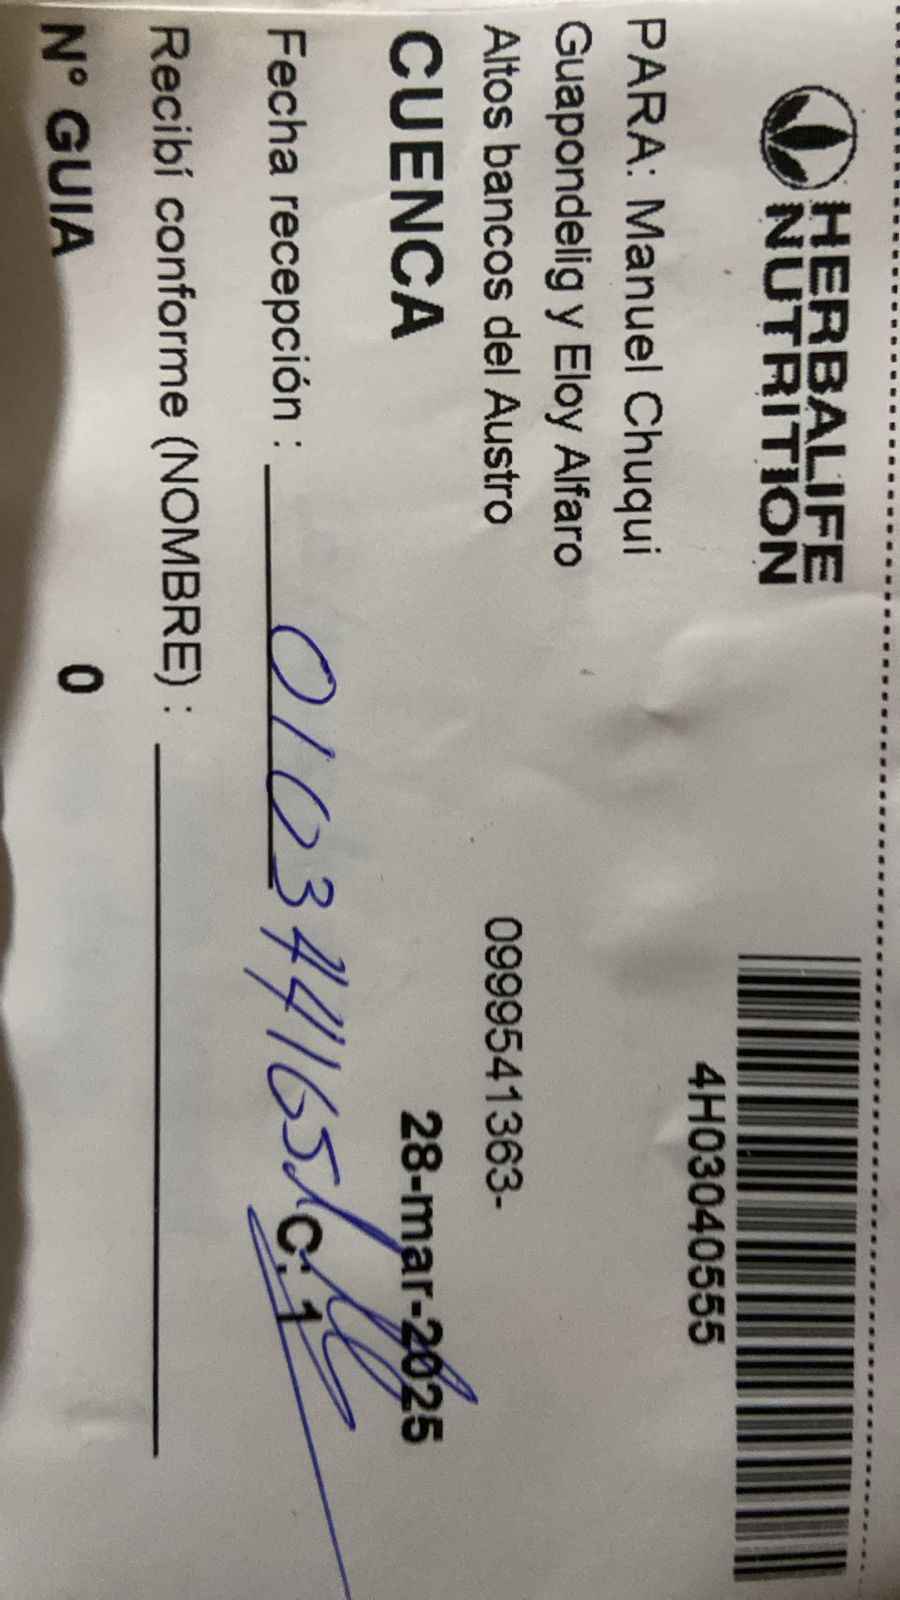 HERBALIFE
NUTRITION
4H03040555
PARA: Manuel Chuqui
Guapondelig y Eloy Alfaro
Altos bancos del Austro 0999541363-
CUENCA 28-mar-2025
Fecha recepción : 010344165 C: 1
Recibí conforme (NOMBRE) :
N° GUIA 0